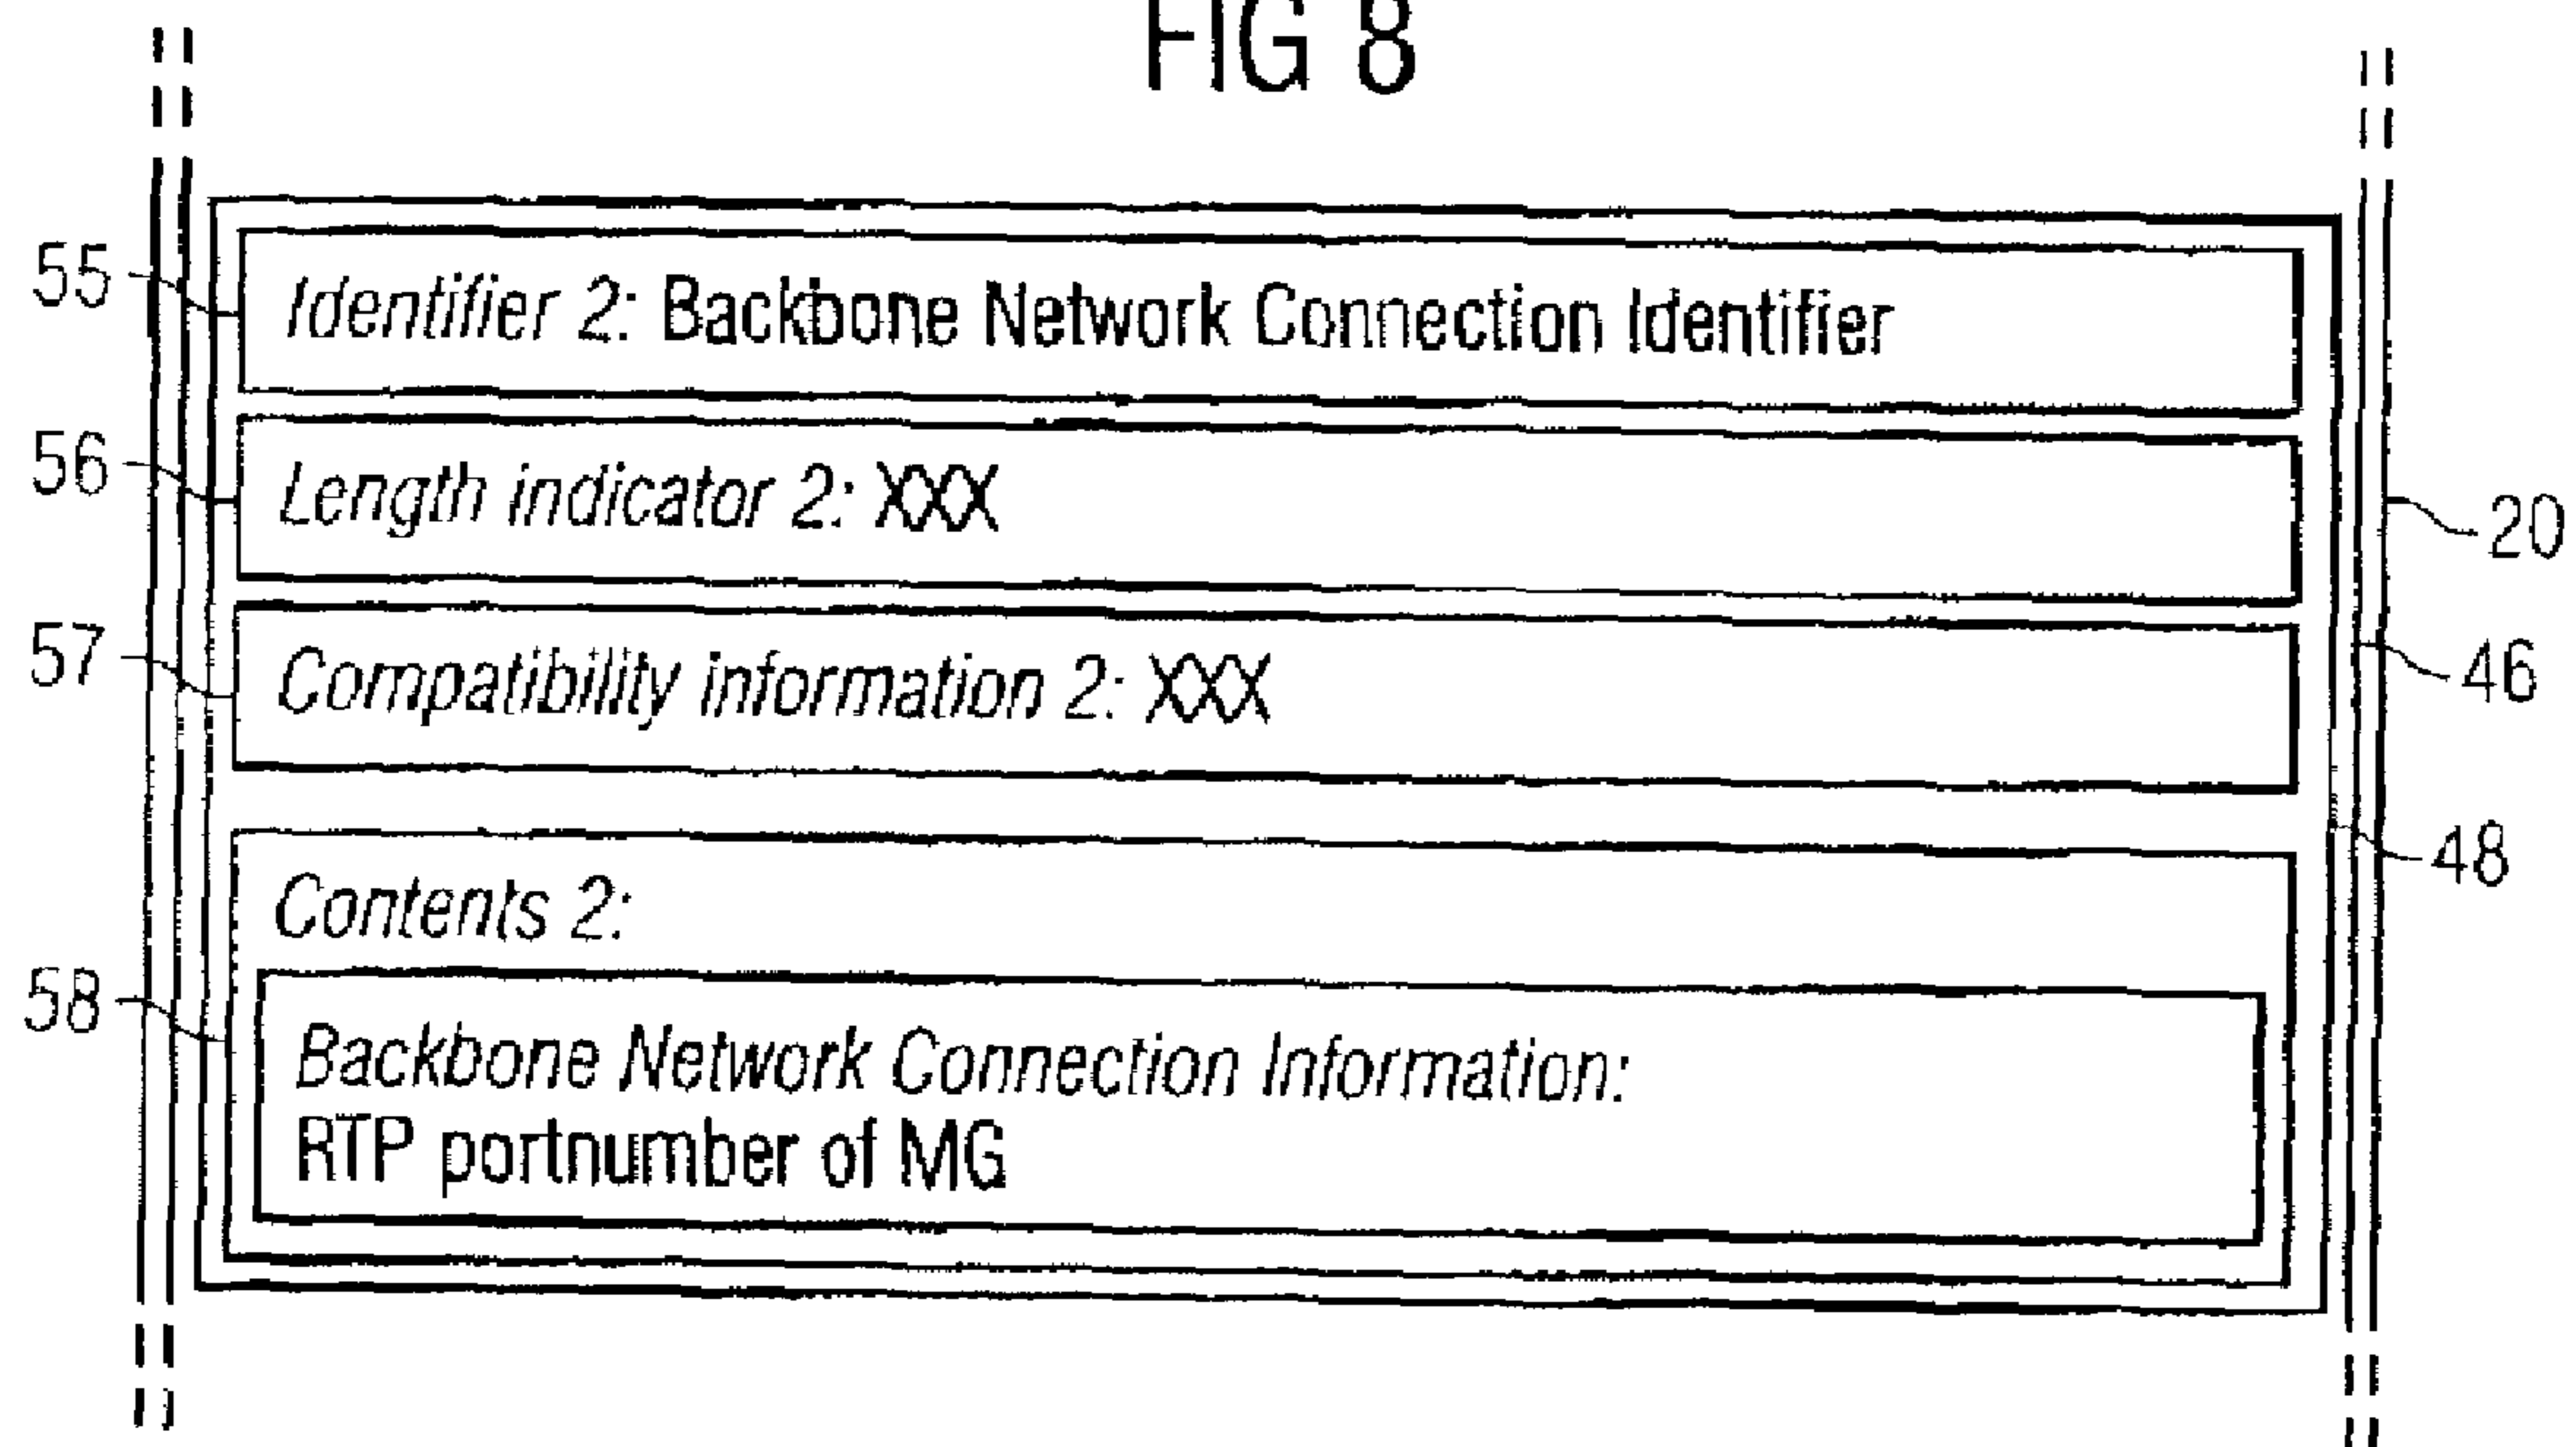 FIG 8
55
Identifier 2: Backbone Network Connection Identifier
56
Length indicator 2: XXX
20
57
Compatibility information 2: XXX
46
48
Contents 2:
58
Backbone Network Connection Information:
RTP portnumber of MG